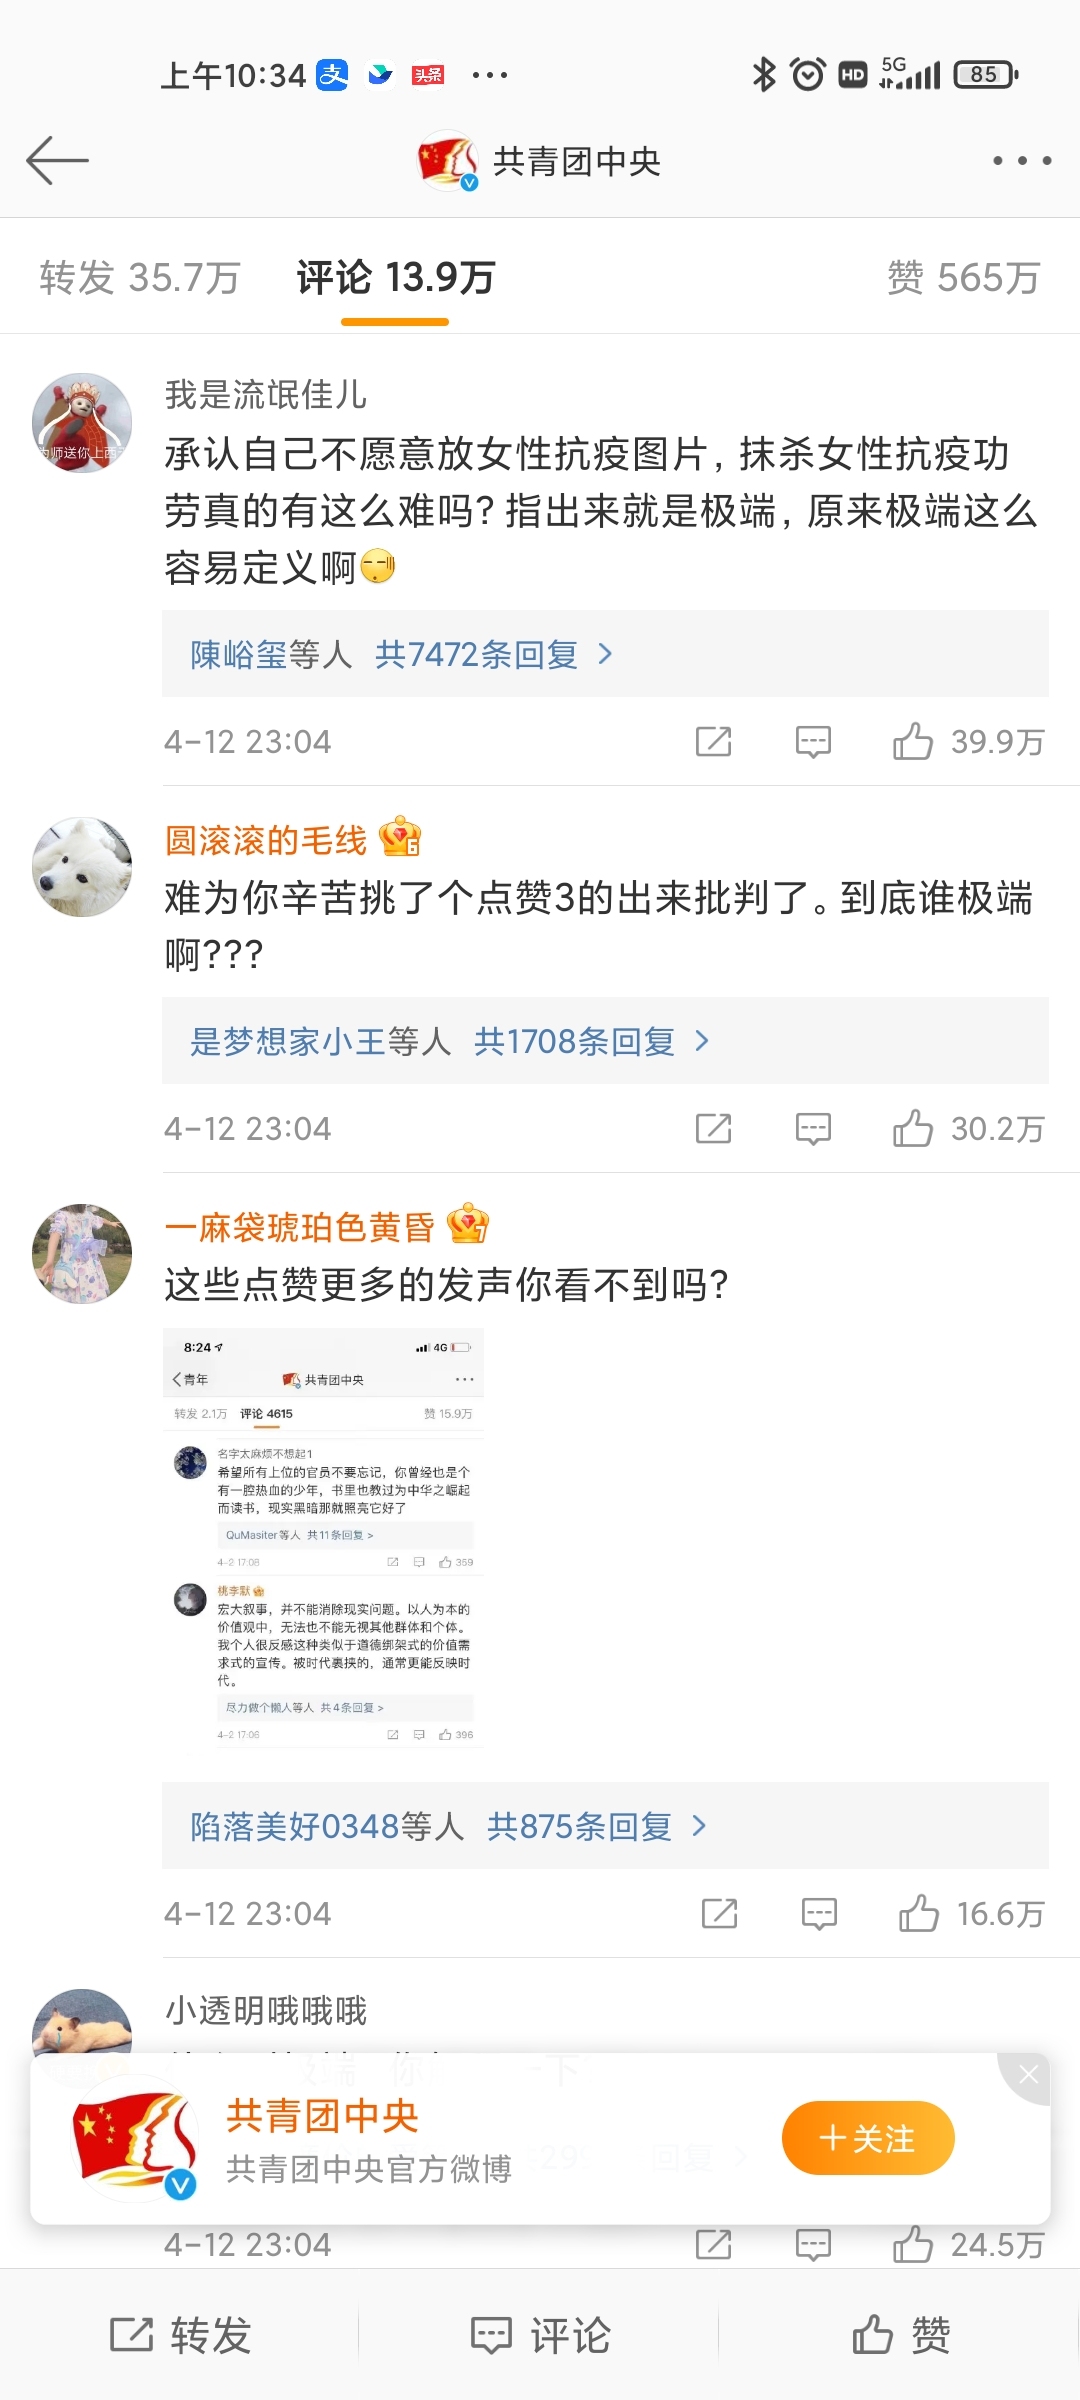 上午10:34 支 头条 ··· HD 5G 85
共青团中央
转发 35.7万 评论 13.9万 赞 565万
我是流氓佳儿
承认自己不愿意放女性抗疫图片，抹杀女性抗疫功
劳真的有这么难吗？指出来就是极端，原来极端这么
容易定义啊
为师送你上西
陳峪玺等人 共7472条回复 >
4-12 23:04 39.9万
圆滚滚的毛线 6
难为你辛苦挑了个点赞3的出来批判了。到底谁极端
啊???
是梦想家小王等人 共1708条回复 >
4-12 23:04 30.2万
一麻袋琥珀色黄昏 7
这些点赞更多的发声你看不到吗?
8:24 4G
<青年 共青团中央 ···
转发 2.1万 评论 4615 赞 15.9万
名字太麻烦不想起1
希望所有上位的官员不要忘记，你曾经也是个
有一腔热血的少年，书里也教过为中华之崛起
而读书，现实黑暗那就照亮它好了
QuMasiter等人 共11条回复 >
4-2 17:08 359
桃李默
宏大叙事，并不能消除现实问题。以人为本的
价值观中，无法也不能无视其他群体和个体。
我个人很反感这种类似于道德绑架式的价值需
求式的宣传。被时代裹挟的，通常更能反映时
代。
尽力做个懒人等人 共4条回复 >
4-2 17:06 396
陷落美好0348等人 共875条回复 >
4-12 23:04 16.6万
小透明哦哦哦
共青团中央
共青团中央官方微博
+关注
4-12 23:04 24.5万
转发 评论 赞